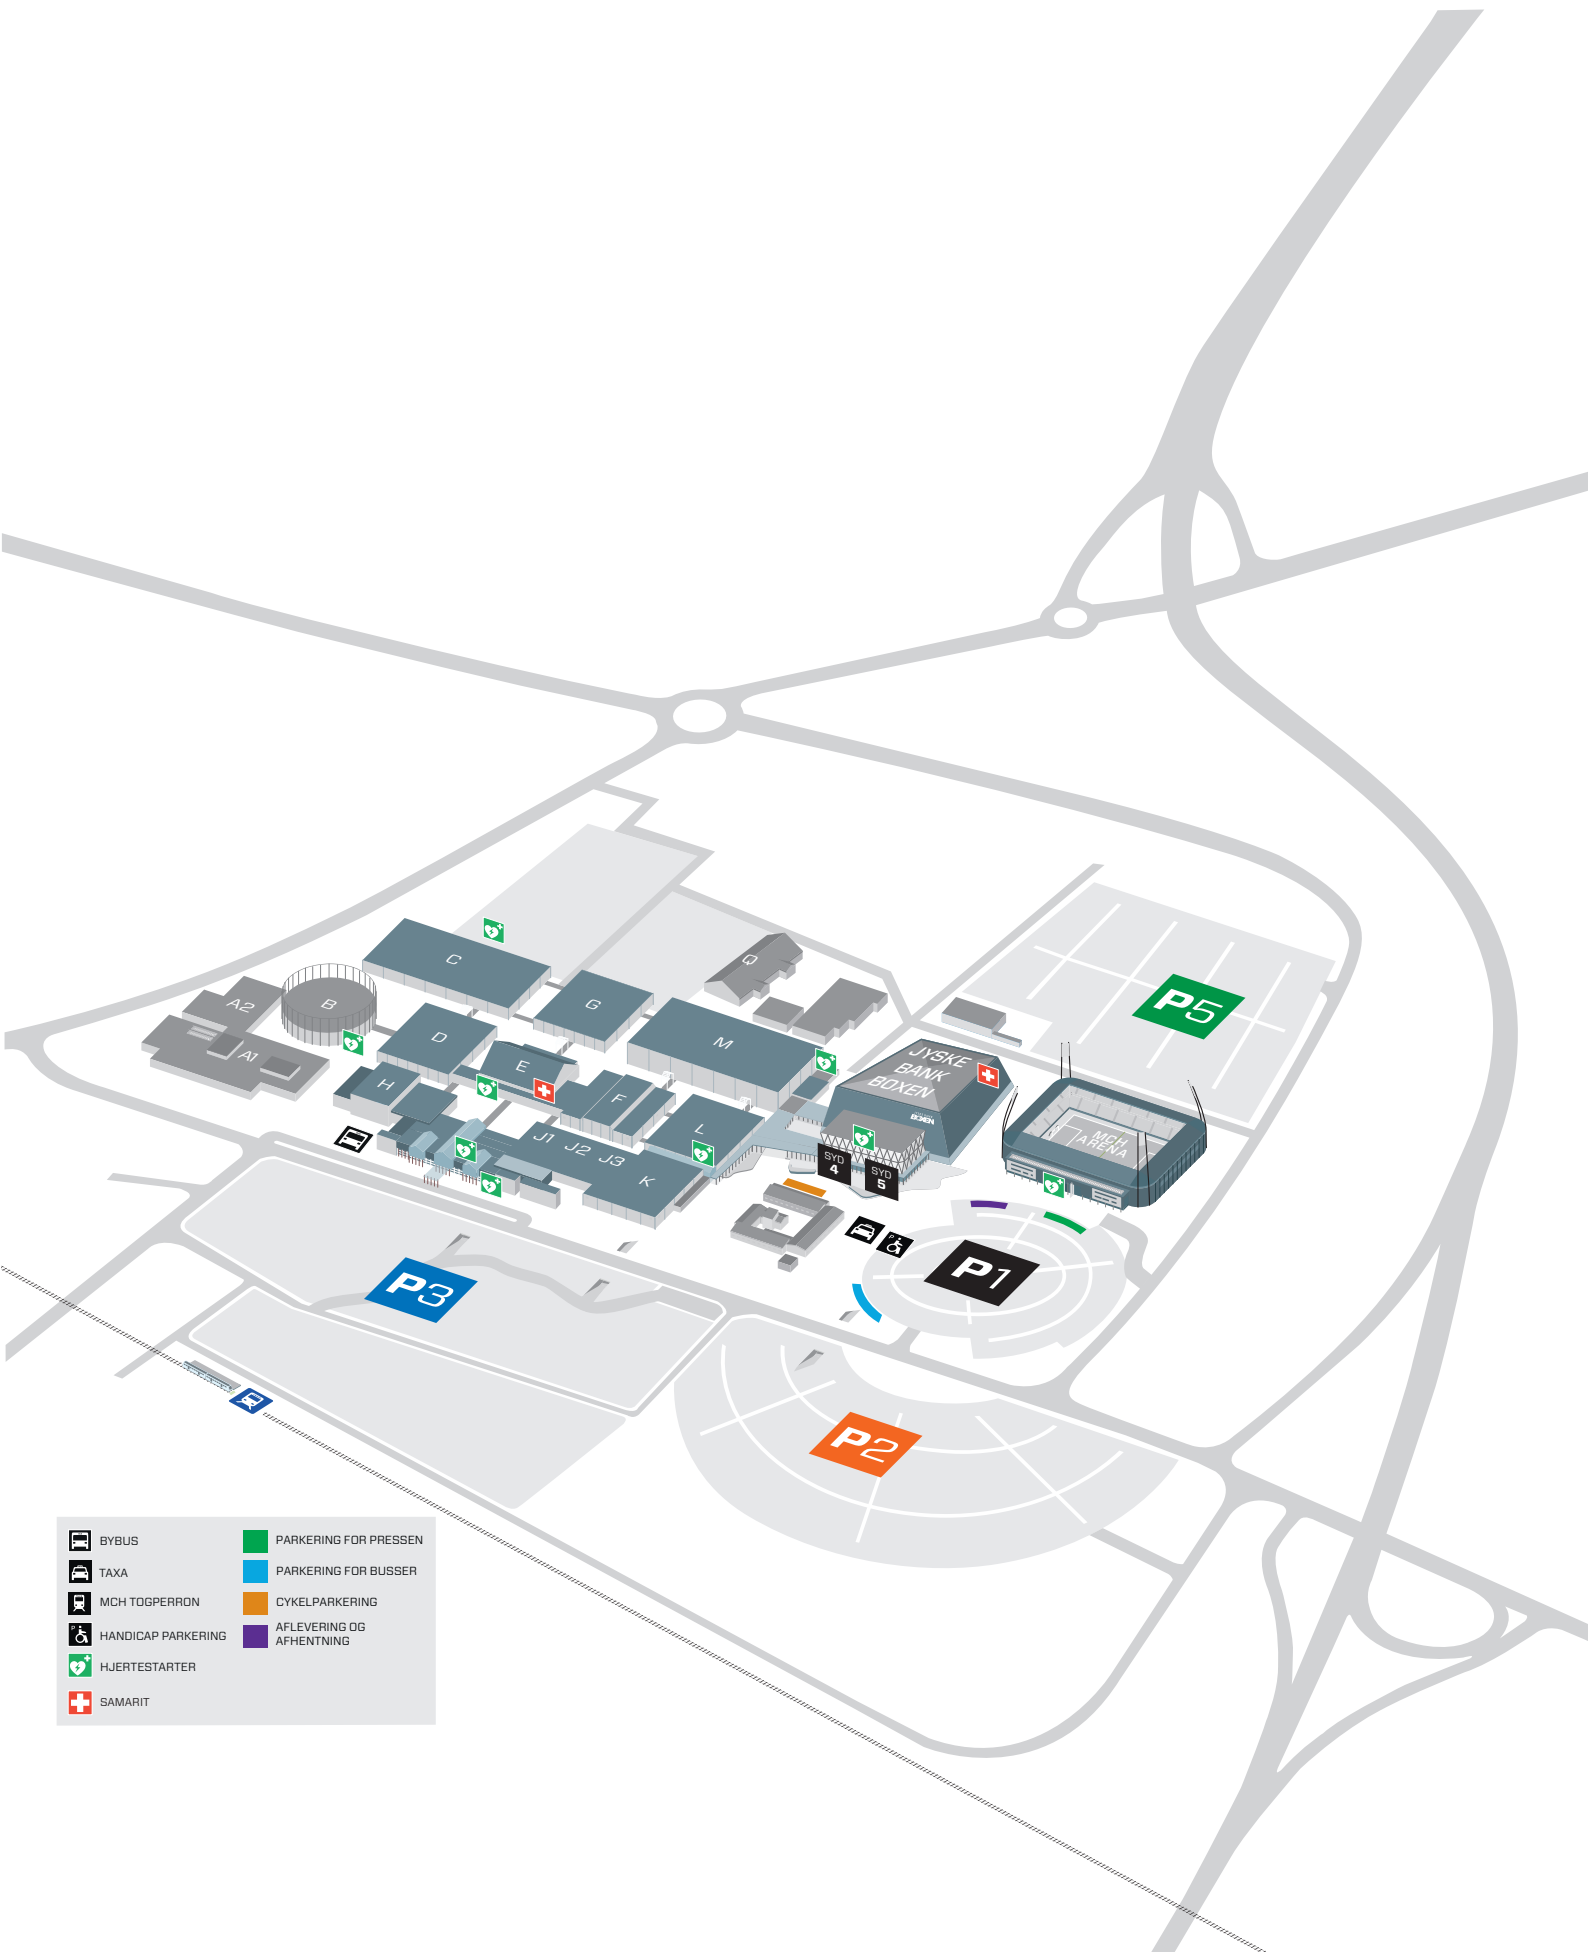 C
Q
A2
B
G
D
M
A1
E
H
F
L
J1
J2
J3
K
JYSKE
BANK
BOXEN
BOXEN
MCH
ARENA
SYD
4
SYD
5
P5
P1
P3
P2
BYBUS
TAXA
MCH TOGPERRON
P
HANDICAP PARKERING
HJERTESTARTER
SAMARIT
PARKERING FOR PRESSEN
PARKERING FOR BUSSER
CYKELPARKERING
AFLEVERING OG
AFHENTNING